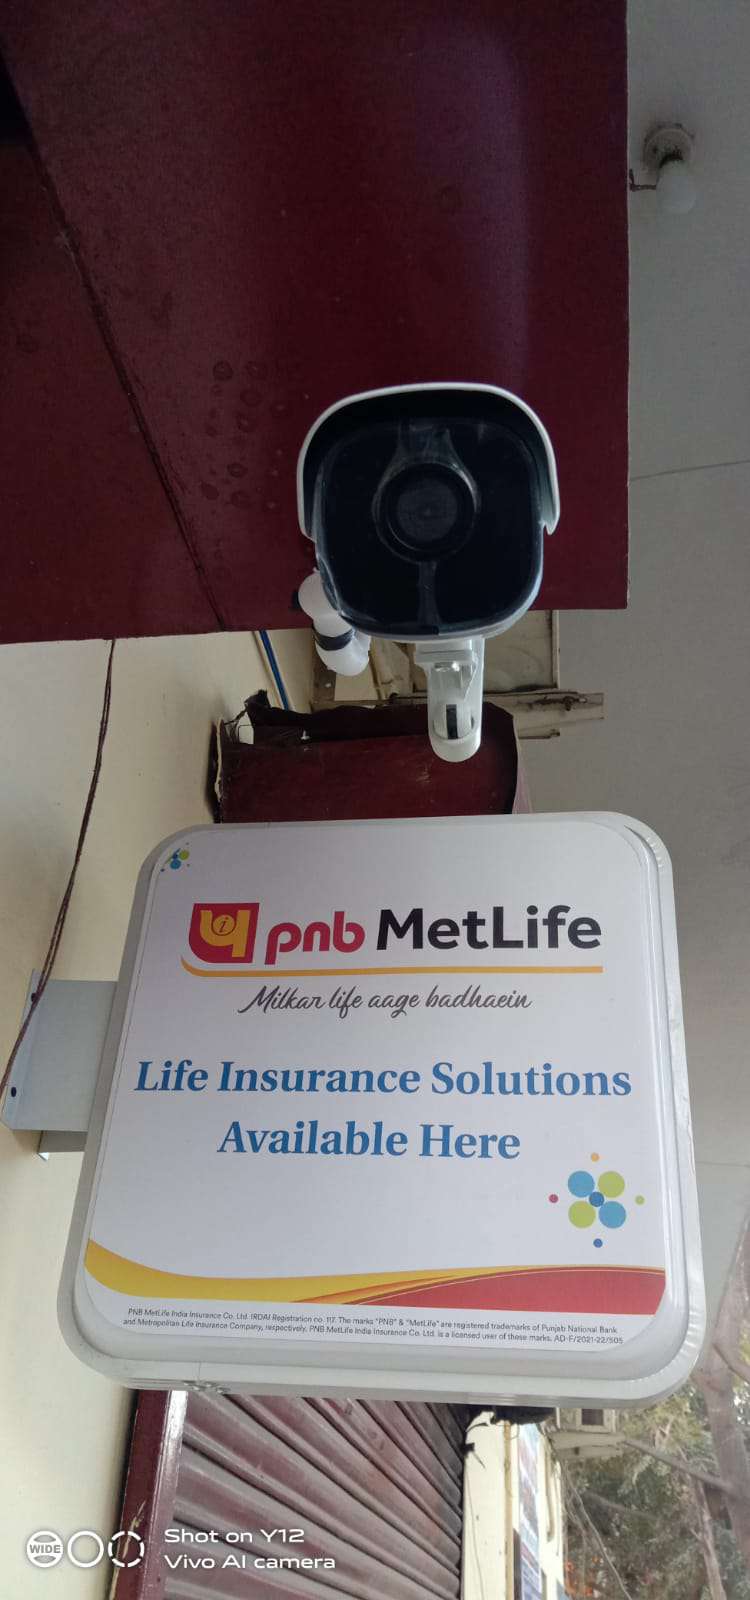 pnb MetLife
Milkar life aage badhaein
Life Insurance Solutions
Available Here
PNB MetLife India Insurance Co. Ltd. IRDAI Registration no. 117. The marks "PNB" & "MetLife" are registered trademarks of Punjab National Bank
and Metropolitan Life Insurance Company, respectively. PNB MetLife India Insurance Co. Ltd. is a licensed user of these marks. AD-F/2021-22/505
WIDE
Shot on Y12
Vivo AI camera